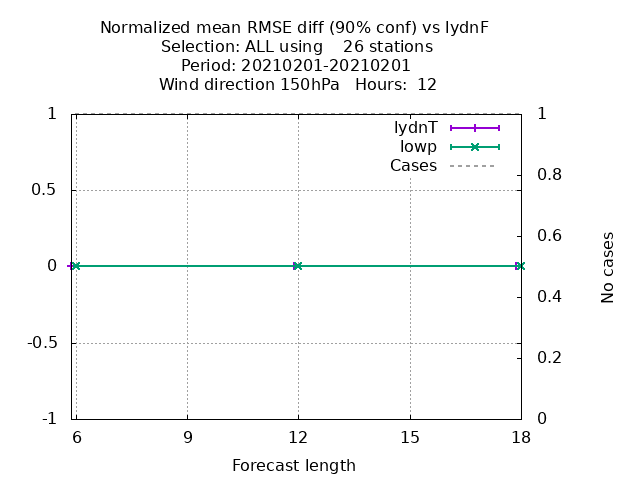 Normalized mean RMSE diff (90% conf) vs lydnF
Selection: ALL using    26 stations
Period: 20210201-20210201
Wind direction 150hPa   Hours:  12
1
0.5
0
-0.5
-1
1
0.8
0.6
0.4
0.2
0
lydnT
lowp
Cases
No cases
6 9 12 15 18
Forecast length